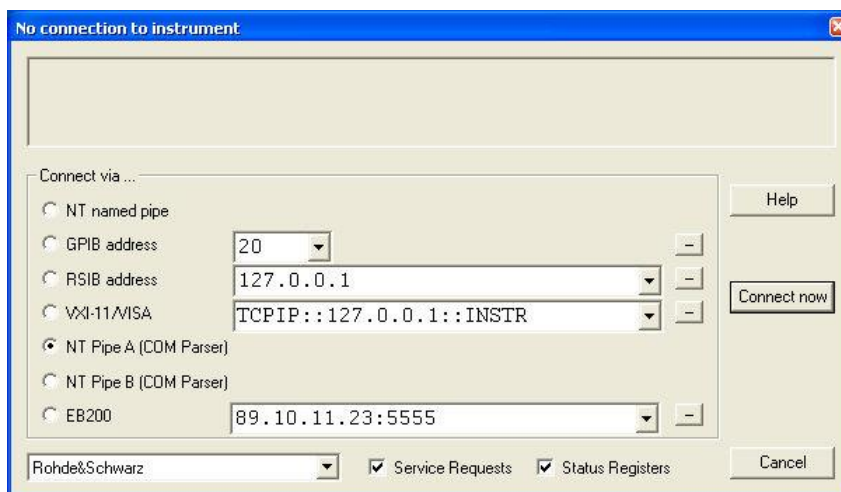 No connection to instrument
Connect via ...
NT named pipe
Help
GPIB address 20
RSIB address 127.0.0.1
Connect now
VXI-11/VISA TCPIP::127.0.0.1::INSTR
NT Pipe A (COM Parser)
NT Pipe B (COM Parser)
EB200 89.10.11.23:5555
Rohde&Schwarz Service Requests Status Registers Cancel